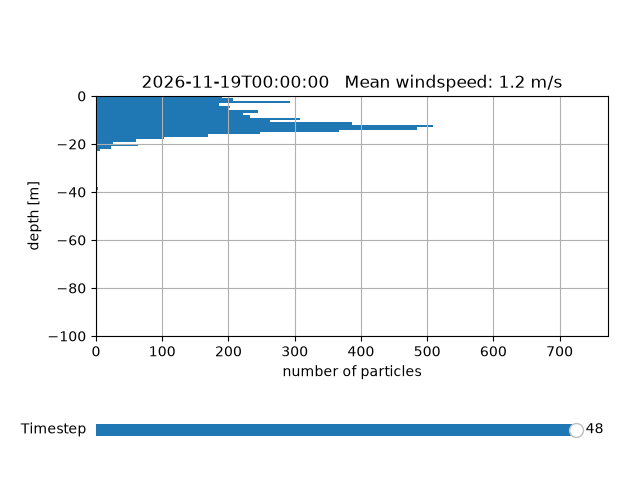 2026-11-19T00:00:00   Mean windspeed: 1.2 m/s
0
−20
−40
−60
−80
−100
depth [m]
0 100 200 300 400 500 600 700
number of particles
Timestep 48